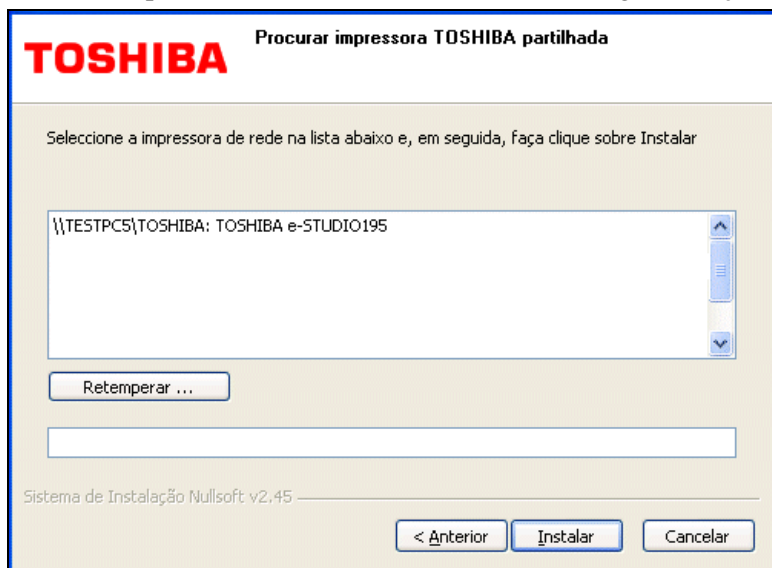 TOSHIBA
Procurar impressora TOSHIBA partilhada
Seleccione a impressora de rede na lista abaixo e, em seguida, faça clique sobre Instalar
\\TESTPC5\TOSHIBA: TOSHIBA e-STUDIO195
Retemperar ...
Sistema de Instalação Nullsoft v2.45
< Anterior
Instalar
Cancelar